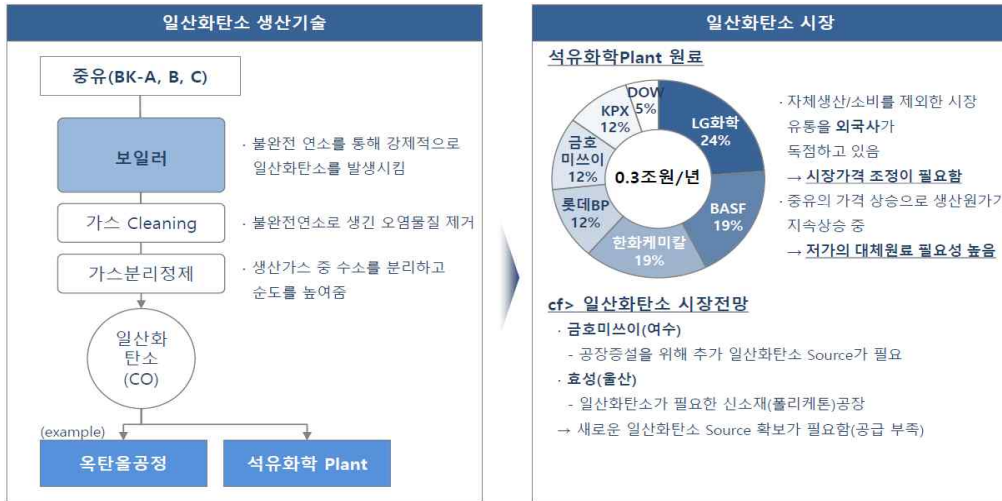 일산화탄소 생산기술
중유(BK-A, B, C)
보일러
· 불완전 연소를 통해 강제적으로
일산화탄소를 발생시킴
가스 Cleaning
· 불완전연소로 생긴 오염물질 제거
가스분리정제
· 생산가스 중 수소를 분리하고
순도를 높여줌
일산화
탄소
(CO)
(example)
옥탄올공정
석유화학 Plant
일산화탄소 시장
석유화학Plant 원료
DOW
5%
KPX
12%
LG화학
24%
금호
미쓰이
12%
0.3조원/년
롯데BP
12%
BASF
19%
한화케미칼
19%
· 자체생산/소비를 제외한 시장
유통을 외국사가
독점하고 있음
→ 시장가격 조정이 필요함
· 중유의 가격 상승으로 생산원가가
지속상승 중
→ 저가의 대체원료 필요성 높음
cf> 일산화탄소 시장전망
· 금호미쓰이(여수)
- 공장증설을 위해 추가 일산화탄소 Source가 필요
· 효성(울산)
- 일산화탄소가 필요한 신소재(폴리케톤)공장
→ 새로운 일산화탄소 Source 확보가 필요함(공급 부족)